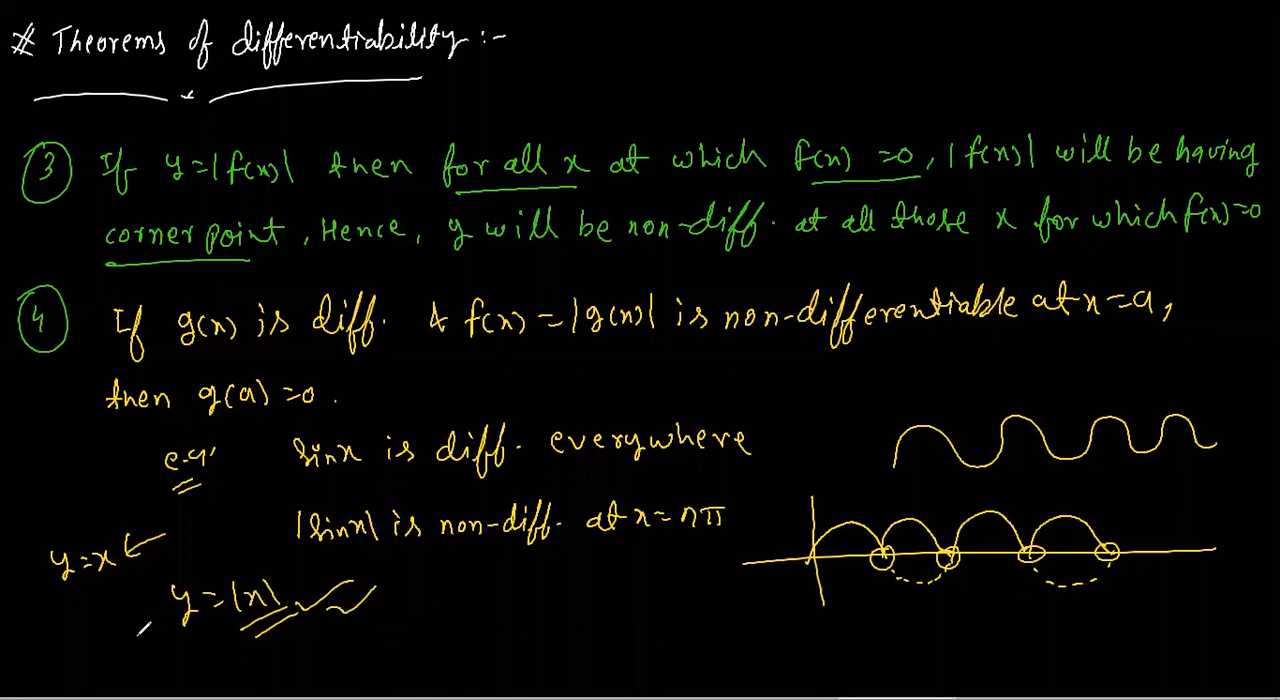 # Theorems of differentiability :-
③ If y=|f(x)| then for all x at which f(x) =0, |f(x)| will be having
corner point, Hence, y will be non-diff. at all those x for which f(x)=0
④ If g(x) is diff. & f(x) = |g(x)| is non-differentiable at x=a,
then g(a) =0.
e.g. sinx is diff. everywhere
|sinx| is non-diff. at x=nπ
y=x
y=|x|